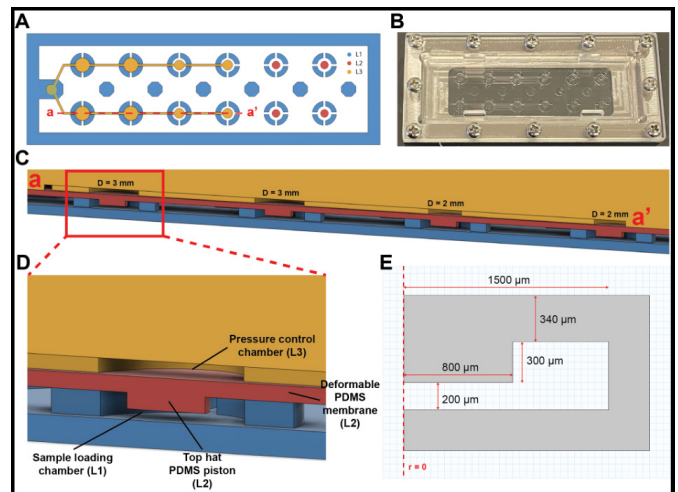 A
L1
L2
L3
a
a'
B
C
a
D = 3 mm
D = 3 mm
D = 2 mm
D = 2 mm
a'
D
Pressure control
chamber (L3)
Deformable
PDMS
membrane
(L2)
Sample loading
chamber (L1)
Top hat
PDMS piston
(L2)
E
1500 µm
340 µm
800 µm
300 µm
200 µm
r = 0